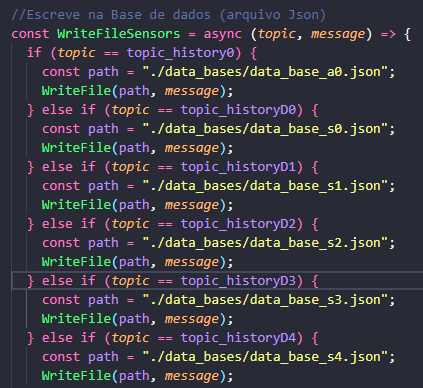 //Escreve na Base de dados (arquivo Json)
const WriteFileSensors = async (topic, message) => {
if (topic == topic_history0) {
const path = "./data_bases/data_base_a0.json";
WriteFile(path, message);
} else if (topic == topic_historyD0) {
const path = "./data_bases/data_base_s0.json";
WriteFile(path, message);
} else if (topic == topic_historyD1) {
const path = "./data_bases/data_base_s1.json";
WriteFile(path, message);
} else if (topic == topic_historyD2) {
const path = "./data_bases/data_base_s2.json";
WriteFile(path, message);
} else if (topic == topic_historyD3) {
const path = "./data_bases/data_base_s3.json";
WriteFile(path, message);
} else if (topic == topic_historyD4) {
const path = "./data_bases/data_base_s4.json";
WriteFile(path, message);